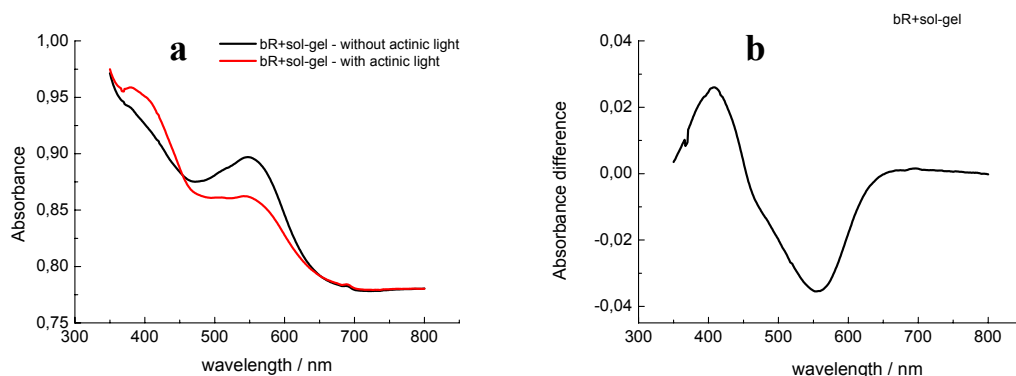 a
bR+sol-gel - without actinic light
bR+sol-gel - with actinic light
1,00
0,95
0,90
0,85
0,80
0,75
Absorbance
300 400 500 600 700 800
wavelength / nm
bR+sol-gel
b
0,04
0,02
0,00
-0,02
-0,04
Absorbance difference
300 400 500 600 700 800
wavelength / nm